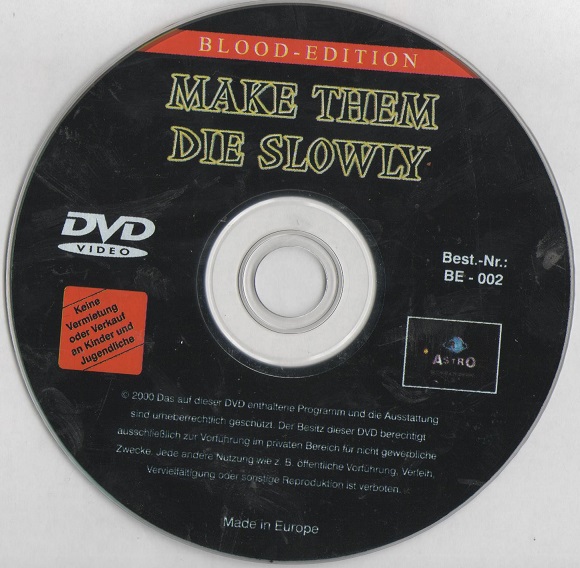 BLOOD-EDITION
MAKE THEM
DIE SLOWLY
DVD
VIDEO
Best.-Nr.:
BE - 002
Keine
Vermietung
oder Verkauf
an Kinder und
Jugendliche
ASTRO
© 2000 Das auf dieser DVD enthaltene Programm und die Ausstattung
sind urheberrechtlich geschützt. Der Besitz dieser DVD berechtigt
ausschließlich zur Vorführung im privaten Bereich für nicht gewerbliche
Zwecke. Jede andere Nutzung wie z. B. öffentliche Vorführung, Verleih,
Vervielfältigung oder sonstige Reproduktion ist verboten.
Made in Europe